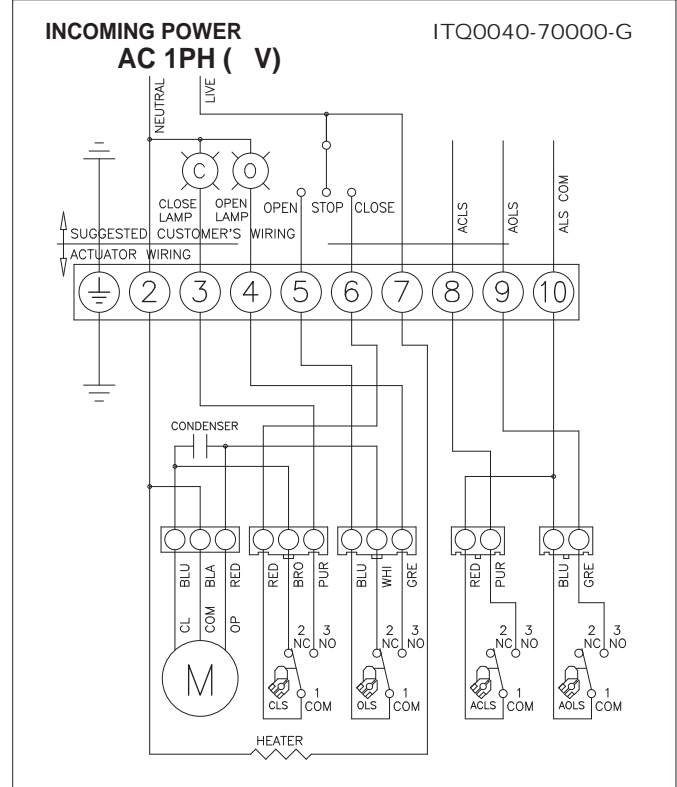 INCOMING POWER
ITQ0040-70000-G
AC 1PH ( V)
NEUTRAL
LIVE
C
O
CLOSE
LAMP
OPEN
LAMP
OPEN
STOP
CLOSE
ACLS
AOLS
ALS COM
SUGGESTED CUSTOMER'S WIRING
ACTUATOR WIRING
2 3 4 5 6 7 8 9 10
CONDENSER
BLU BLA RED
RED BRO PUR
BLU WHI GRE
RED PUR
BLU GRE
CL COM OP
M
2 3
NC NO
CLS
1
COM
2 3
NC NO
OLS
1
COM
2 3
NC NO
ACLS
1
COM
2 3
NC NO
AOLS
1
COM
HEATER